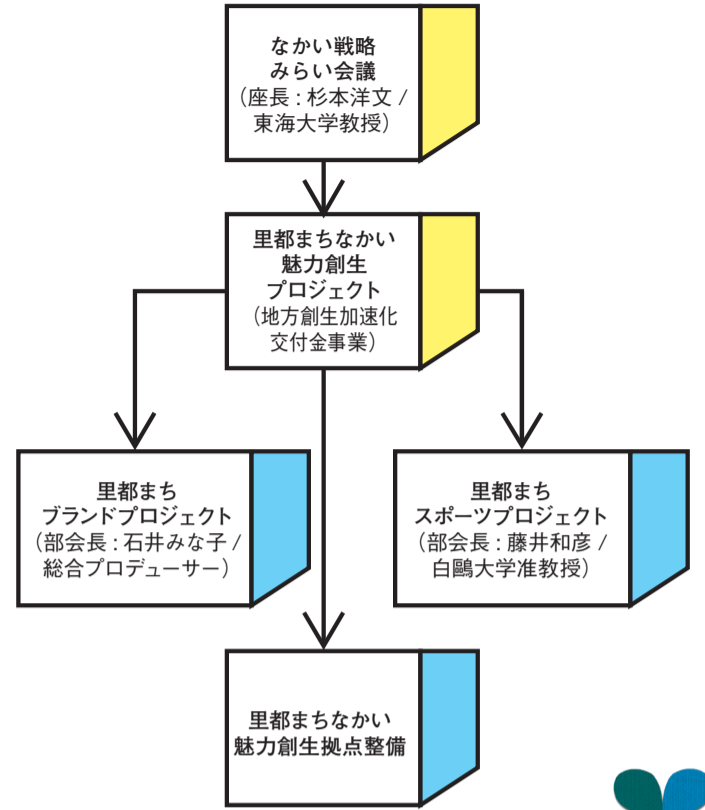 なかい戦略
みらい会議
（座長：杉本洋文 /
東海大学教授）
里都まちなかい
魅力創生
プロジェクト
（地方創生加速化
交付金事業）
里都まち
ブランドプロジェクト
（部会長：石井みな子 /
総合プロデューサー）
里都まち
スポーツプロジェクト
（部会長：藤井和彦 /
白鷗大学准教授）
里都まちなかい
魅力創生拠点整備